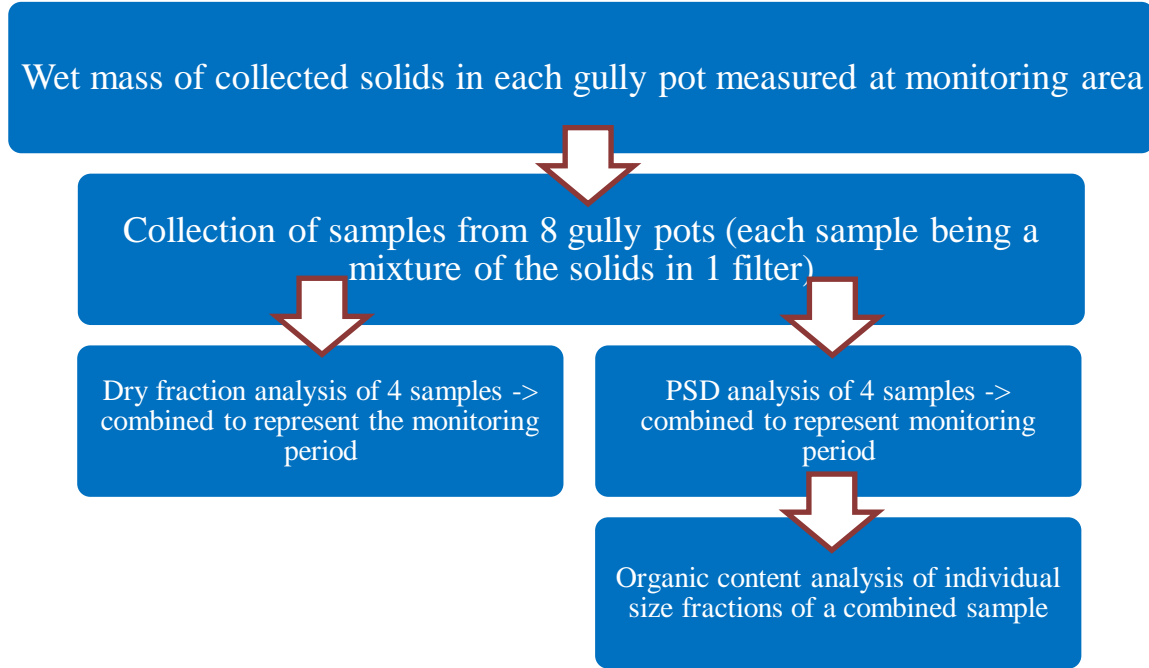 Wet mass of collected solids in each gully pot measured at monitoring area
Collection of samples from 8 gully pots (each sample being a
mixture of the solids in 1 filter)
Dry fraction analysis of 4 samples ->
combined to represent the monitoring
period
PSD analysis of 4 samples ->
combined to represent monitoring
period
Organic content analysis of individual
size fractions of a combined sample